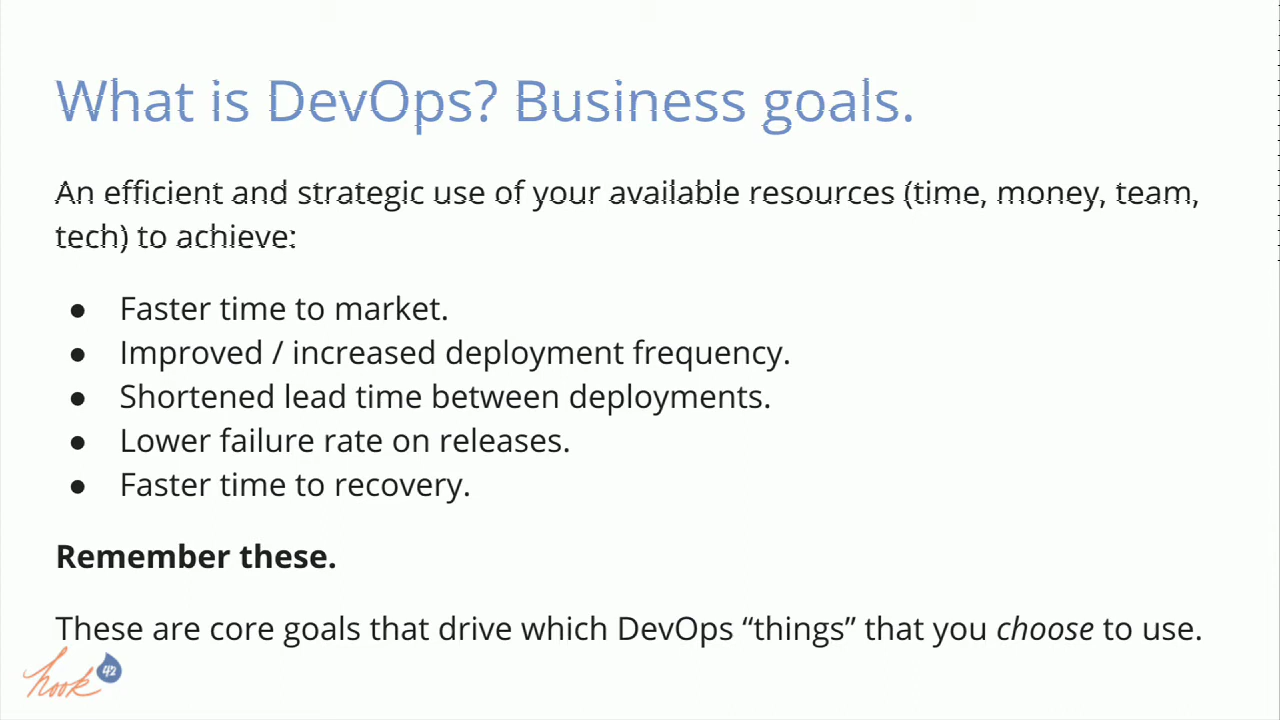 What is DevOps? Business goals.
An efficient and strategic use of your available resources (time, money, team,
tech) to achieve:
● Faster time to market.
● Improved / increased deployment frequency.
● Shortened lead time between deployments.
● Lower failure rate on releases.
● Faster time to recovery.
Remember these.
These are core goals that drive which DevOps “things” that you choose to use.
hook 42